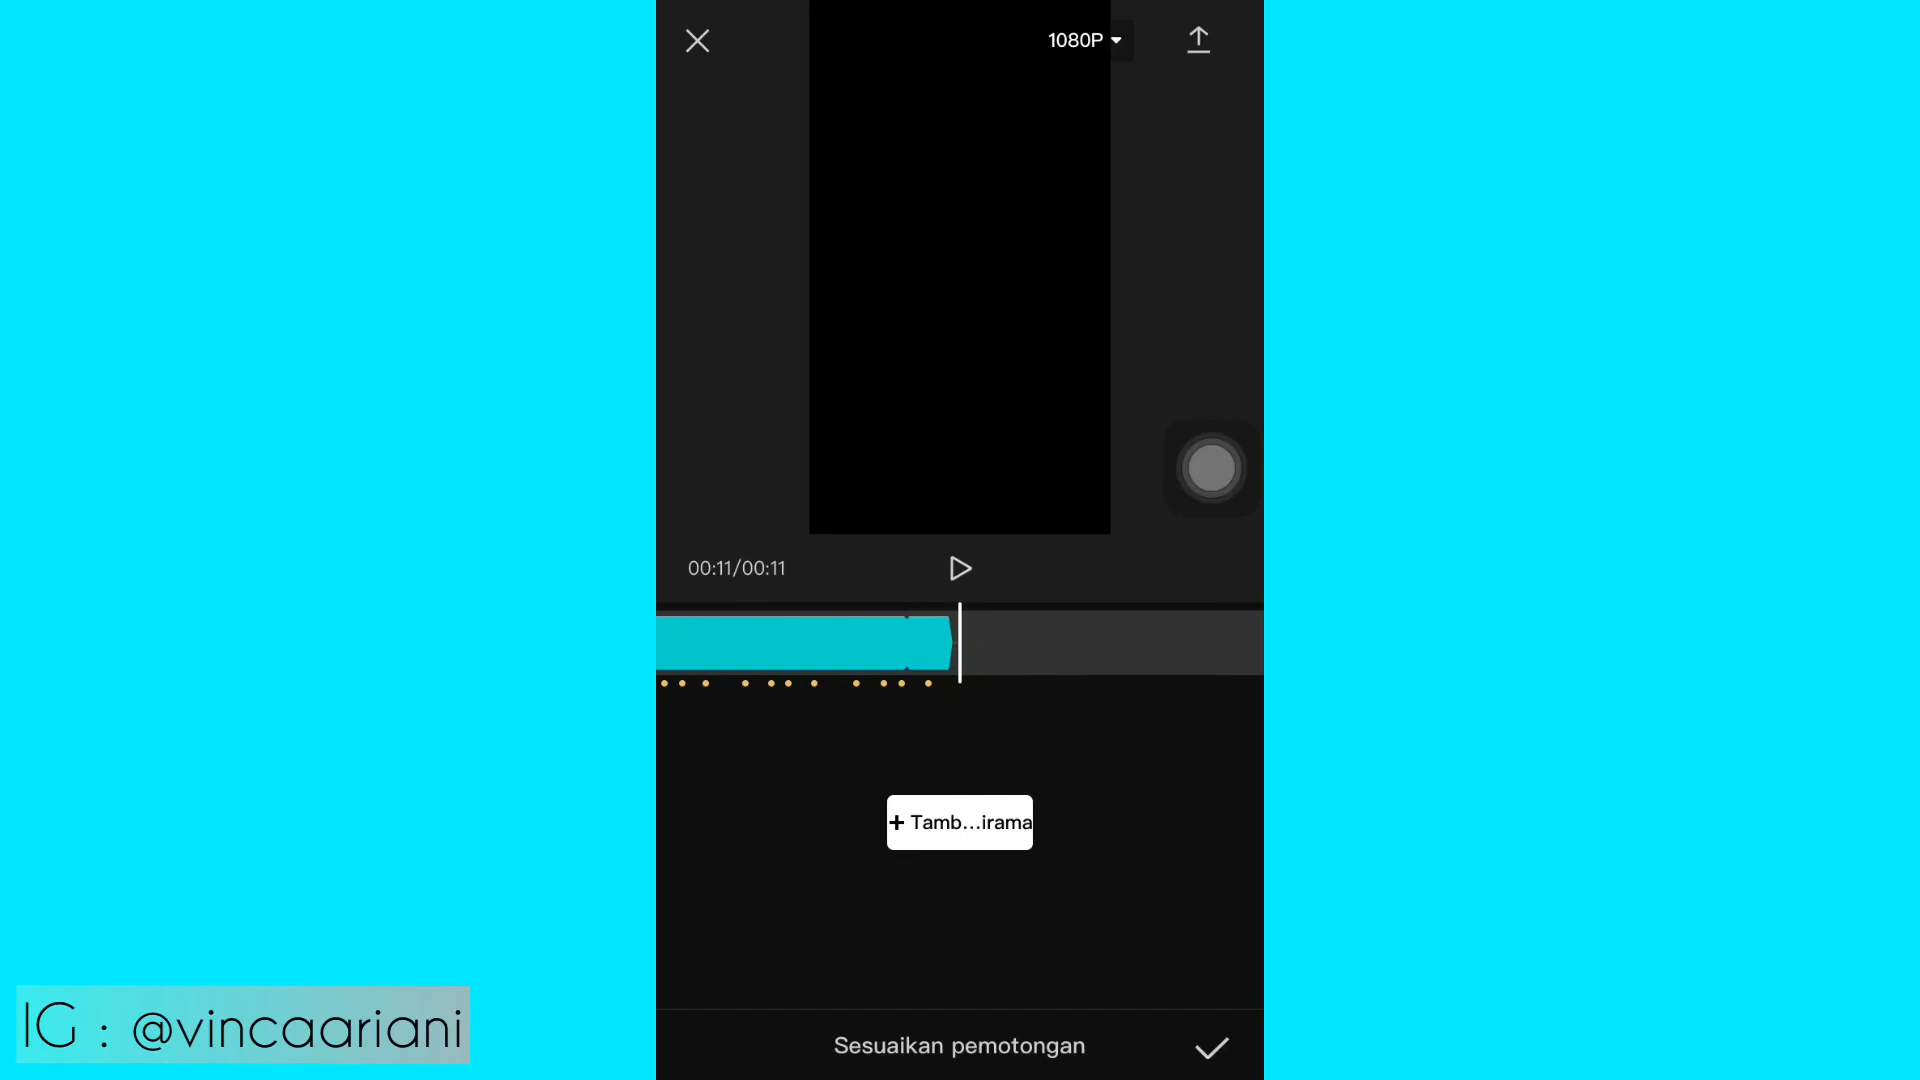 1080P
00:11/00:11
+ Tamb...irama
Sesuaikan pemotongan
IG : @vincaariani